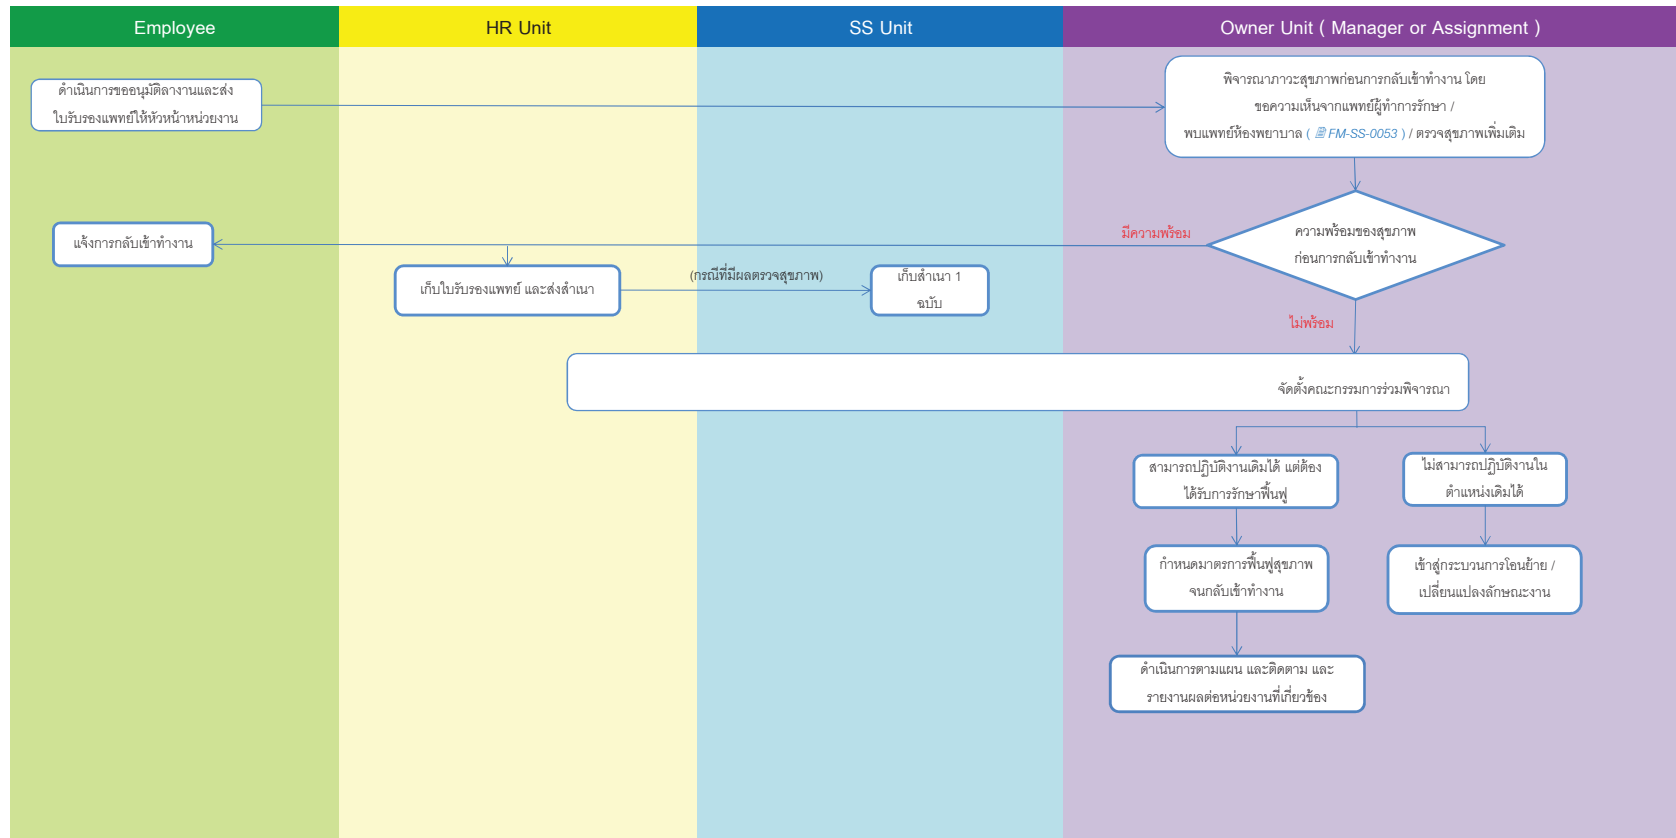 Employee
HR Unit
SS Unit
Owner Unit ( Manager or Assignment )
ดำเนินการขออนุมัติลางานและส่ง
ใบรับรองแพทย์ให้หัวหน้าหน่วยงาน
พิจารณาภาวะสุขภาพก่อนการกลับเข้าทำงาน โดย
ขอความเห็นจากแพทย์ผู้ทำการรักษา /
พบแพทย์ห้องพยาบาล ( FM-SS-0053 ) / ตรวจสุขภาพเพิ่มเติม
แจ้งการกลับเข้าทำงาน
มีความพร้อม
ความพร้อมของสุขภาพ
ก่อนการกลับเข้าทำงาน
เก็บใบรับรองแพทย์ และส่งสำเนา
(กรณีที่มีผลตรวจสุขภาพ)
เก็บสำเนา 1
ฉบับ
ไม่พร้อม
จัดตั้งคณะกรรมการร่วมพิจารณา
สามารถปฏิบัติงานเดิมได้ แต่ต้อง
ได้รับการรักษาฟื้นฟู
ไม่สามารถปฏิบัติงานใน
ตำแหน่งเดิมได้
กำหนดมาตรการฟื้นฟูสุขภาพ
จนกลับเข้าทำงาน
เข้าสู่กระบวนการโอนย้าย /
เปลี่ยนแปลงลักษณะงาน
ดำเนินการตามแผน และติดตาม และ
รายงานผลต่อหน่วยงานที่เกี่ยวข้อง